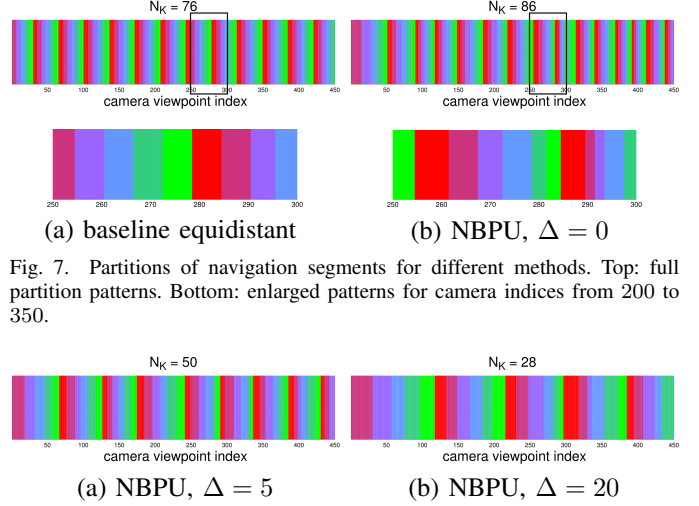 N_K = 76
N_K = 86
50 100 150 200 250 300 350 400 450
50 100 150 200 250 300 350 400 450
camera viewpoint index
camera viewpoint index
250 260 270 280 290 300
250 260 270 280 290 300
(a) baseline equidistant
(b) NBPU, Δ = 0
Fig. 7. Partitions of navigation segments for different methods. Top: full
partition patterns. Bottom: enlarged patterns for camera indices from 200 to
350.
N_K = 50
N_K = 28
50 100 150 200 250 300 350 400 450
50 100 150 200 250 300 350 400 450
camera viewpoint index
camera viewpoint index
(a) NBPU, Δ = 5
(b) NBPU, Δ = 20